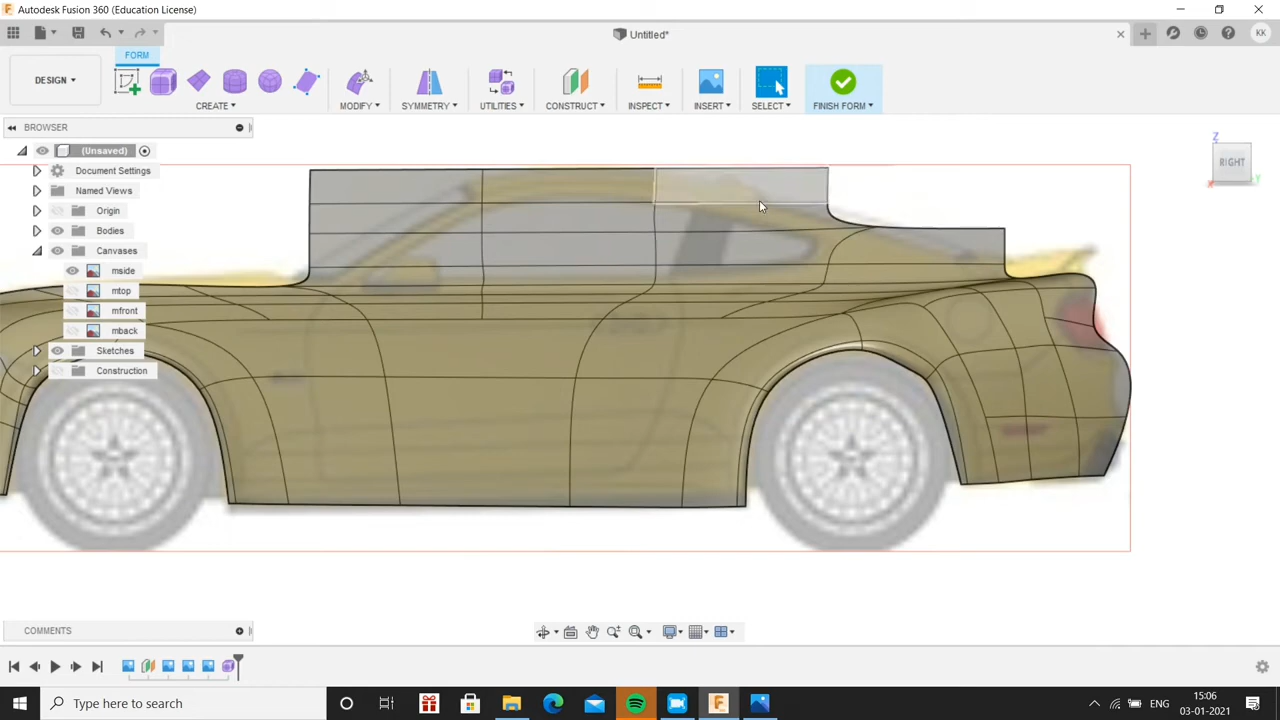 Autodesk Fusion 360 (Education License)
Untitled*
KK
FORM
DESIGN
CREATE
MODIFY
SYMMETRY
UTILITIES
CONSTRUCT
INSPECT
INSERT
SELECT
FINISH FORM
BROWSER
(Unsaved)
Document Settings
Named Views
Origin
Bodies
Canvases
mside
mtop
mfront
mback
Sketches
Construction
Z
RIGHT
X
Y
COMMENTS
Type here to search
ENG
15:06
03-01-2021